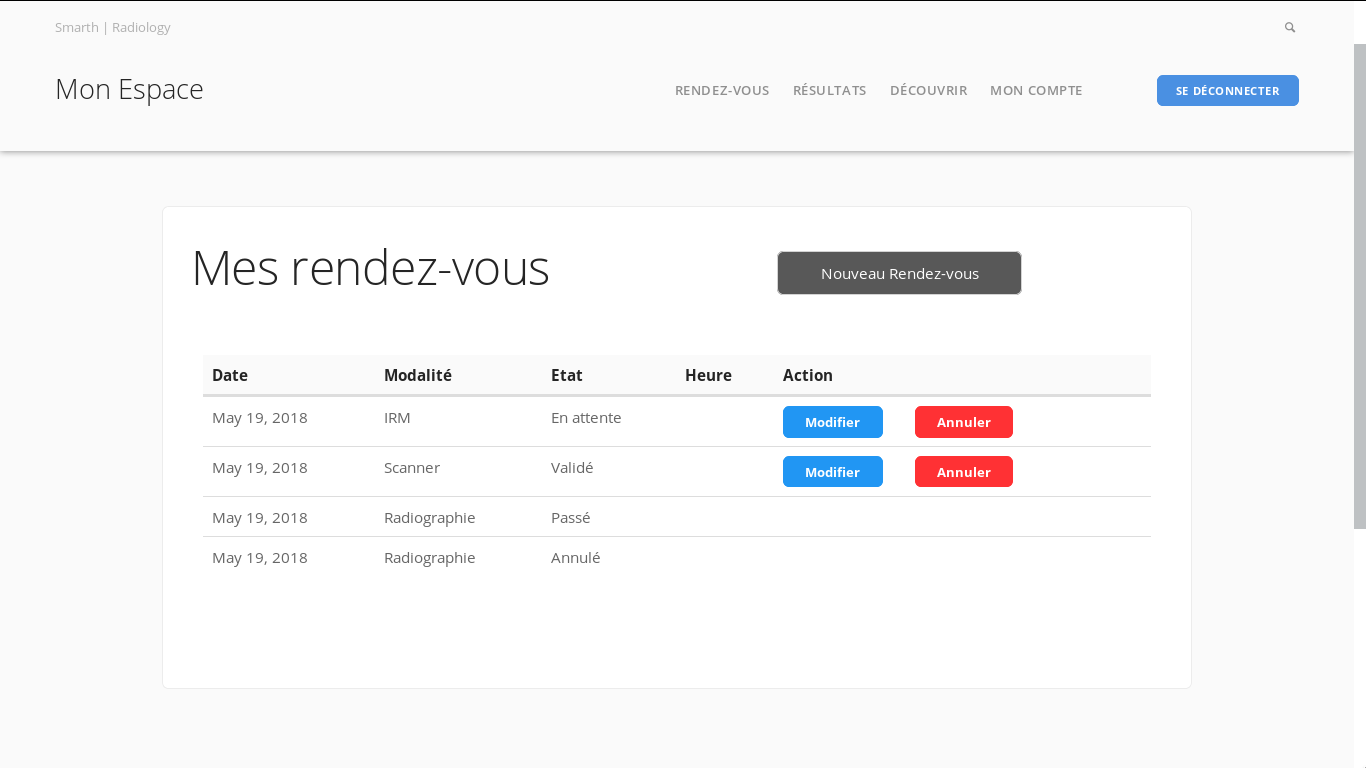 Smarth | Radiology
Mon Espace
RENDEZ-VOUS RÉSULTATS DÉCOUVRIR MON COMPTE SE DÉCONNECTER
Mes rendez-vous
Nouveau Rendez-vous
Date Modalité Etat Heure Action
May 19, 2018 IRM En attente Modifier Annuler
May 19, 2018 Scanner Validé Modifier Annuler
May 19, 2018 Radiographie Passé
May 19, 2018 Radiographie Annulé